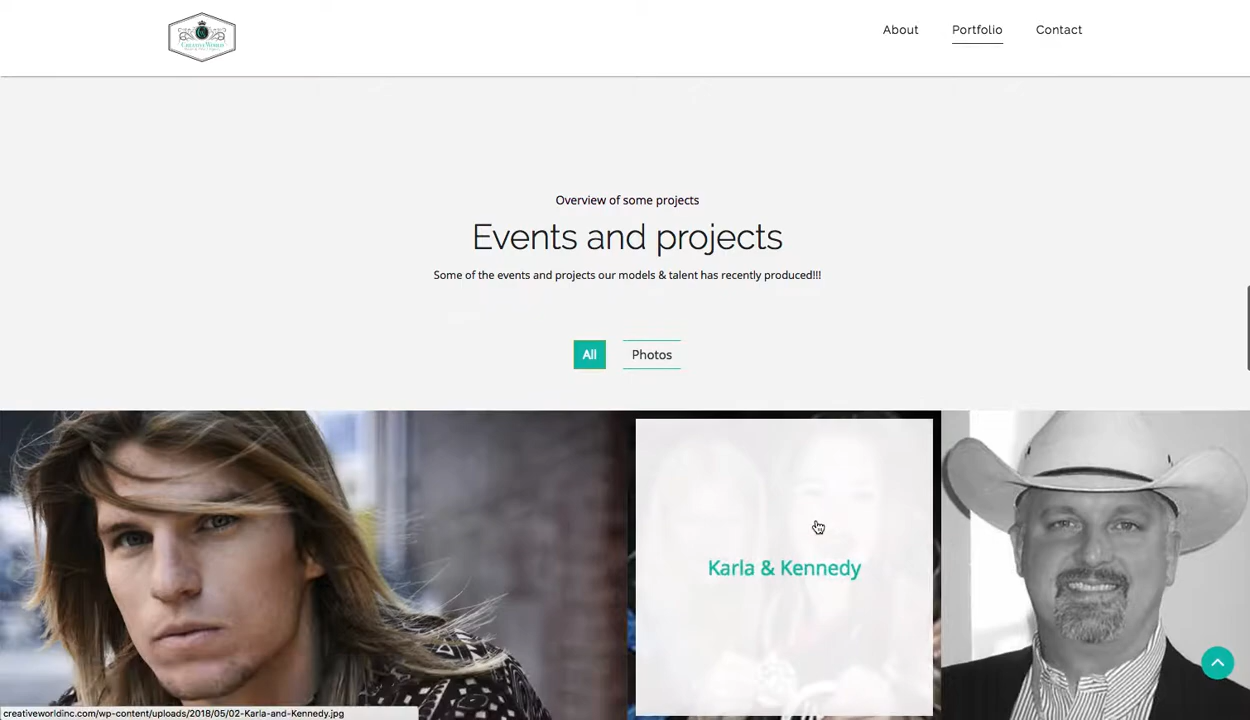 CREATIVE WORLD
About
Portfolio
Contact
Overview of some projects
Events and projects
Some of the events and projects our models & talent has recently produced!!!
All
Photos
Karla & Kennedy
creativeworldinc.com/wp-content/uploads/2018/05/02-Karla-and-Kennedy.jpg